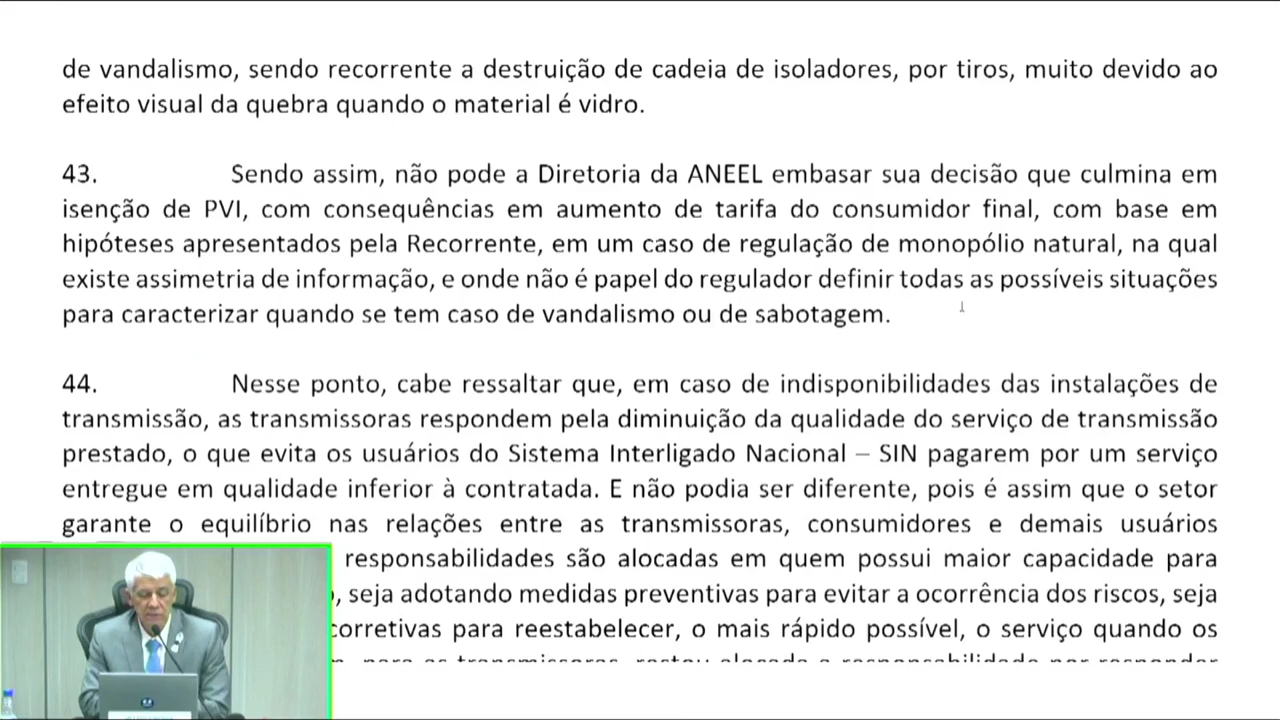 de vandalismo, sendo recorrente a destruição de cadeia de isoladores, por tiros, muito devido ao
efeito visual da quebra quando o material é vidro.
43. Sendo assim, não pode a Diretoria da ANEEL embasar sua decisão que culmina em
isenção de PVI, com consequências em aumento de tarifa do consumidor final, com base em
hipóteses apresentados pela Recorrente, em um caso de regulação de monopólio natural, na qual
existe assimetria de informação, e onde não é papel do regulador definir todas as possíveis situações
para caracterizar quando se tem caso de vandalismo ou de sabotagem.
44. Nesse ponto, cabe ressaltar que, em caso de indisponibilidades das instalações de
transmissão, as transmissoras respondem pela diminuição da qualidade do serviço de transmissão
prestado, o que evita os usuários do Sistema Interligado Nacional – SIN pagarem por um serviço
entregue em qualidade inferior à contratada. E não podia ser diferente, pois é assim que o setor
garante o equilíbrio nas relações entre as transmissoras, consumidores e demais usuários
responsabilidades são alocadas em quem possui maior capacidade para
, seja adotando medidas preventivas para evitar a ocorrência dos riscos, seja
corretivas para reestabelecer, o mais rápido possível, o serviço quando os